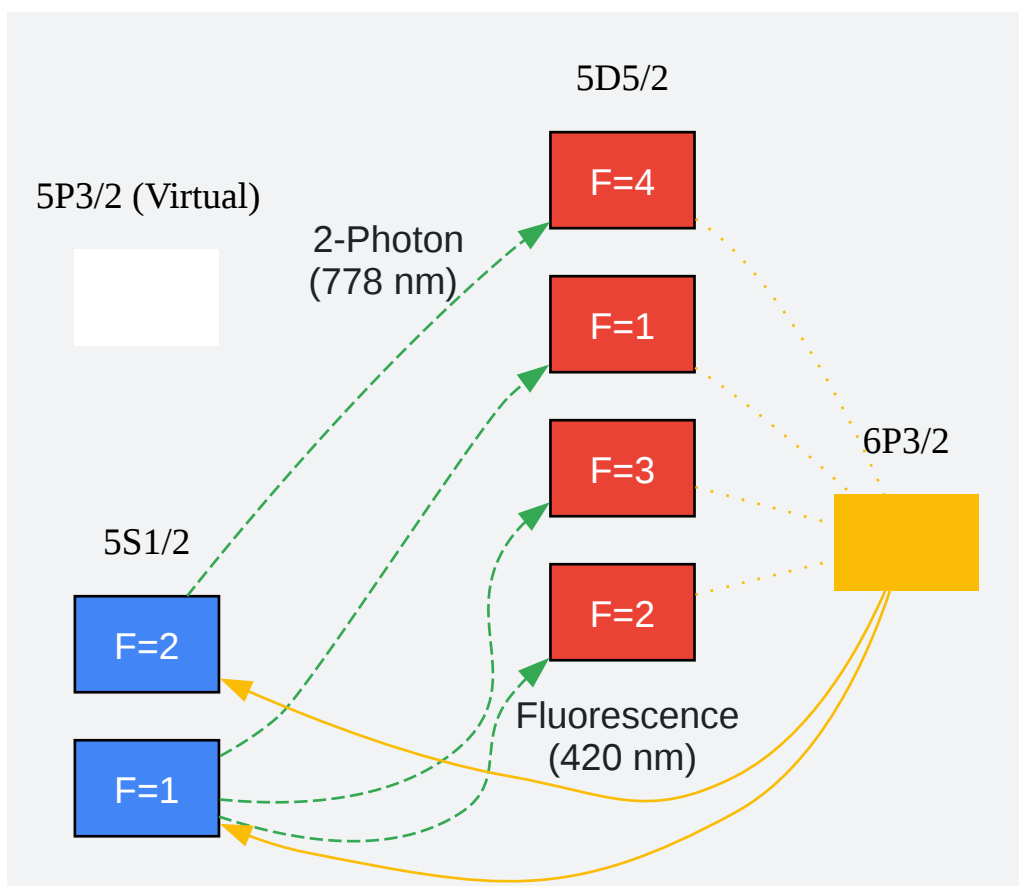 5D5/2
F=4
5P3/2 (Virtual)
2-Photon
(778 nm)
F=1
6P3/2
F=3
5S1/2
F=2
F=2
Fluorescence
(420 nm)
F=1